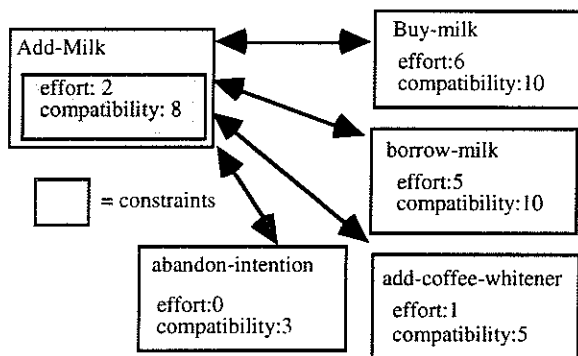 Add-Milk
effort: 2
compatibility: 8
Buy-milk
effort:6
compatibility:10
borrow-milk
effort:5
compatibility:10
= constraints
abandon-intention
effort:0
compatibility:3
add-coffee-whitener
effort:1
compatibility:5